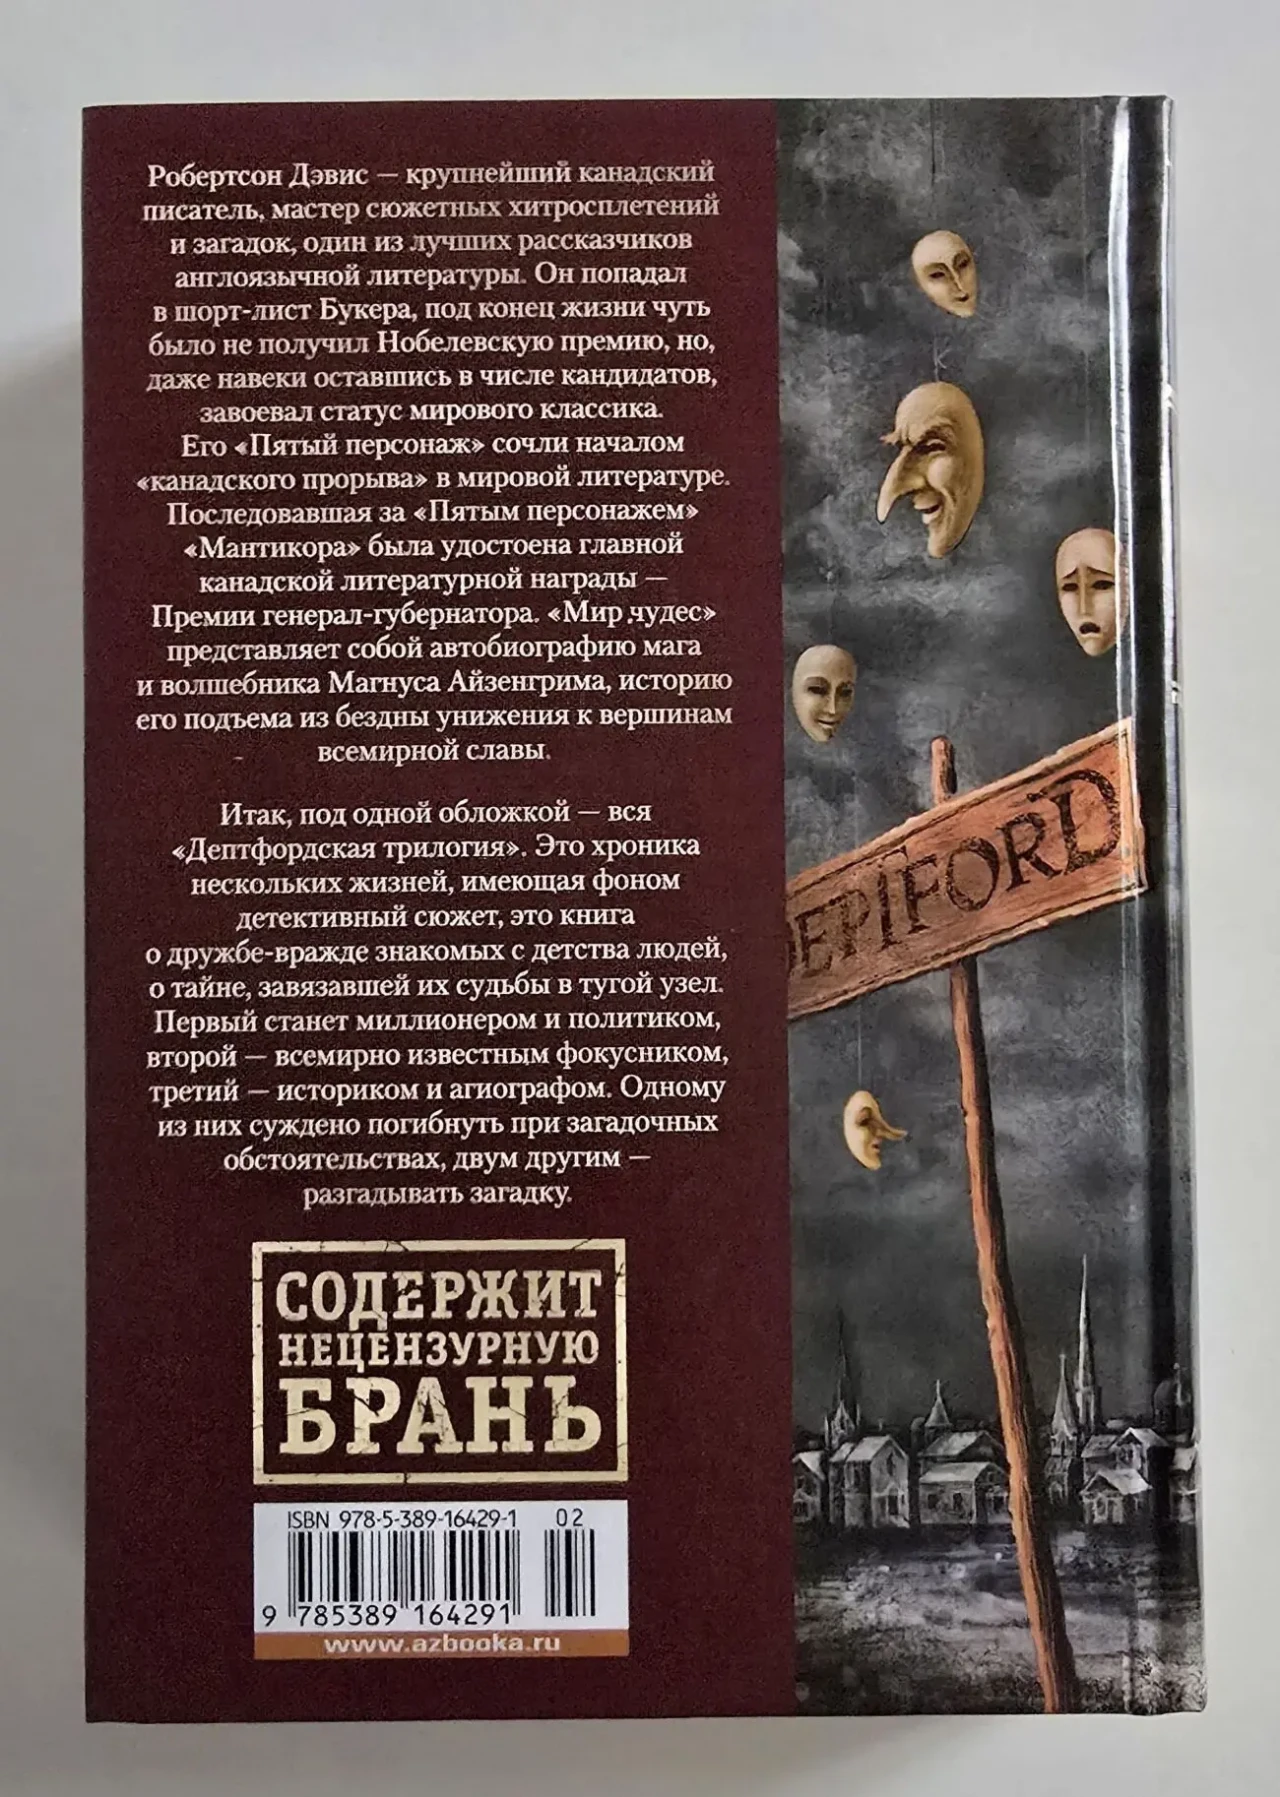 Робертсон Дэвис — крупнейший канадский
писатель, мастер сюжетных хитросплетений
и загадок, один из лучших рассказчиков
англоязычной литературы. Он попадал
в шорт-лист Букера, под конец жизни чуть
было не получил Нобелевскую премию, но,
даже навеки оставшись в числе кандидатов,
завоевал статус мирового классика.
Его «Пятый персонаж» сочли началом
«канадского прорыва» в мировой литературе.
Последовавшая за «Пятым персонажем»
«Мантикора» была удостоена главной
канадской литературной награды —
Премии генерал-губернатора. «Мир чудес»
представляет собой автобиографию мага
и волшебника Магнуса Айзенгрима, историю
его подъема из бездны унижения к вершинам
всемирной славы.
Итак, под одной обложкой — вся
«Дептфордская трилогия». Это хроника
нескольких жизней, имеющая фоном
детективный сюжет, это книга
о дружбе-вражде знакомых с детства людей,
о тайне, завязавшей их судьбы в тугой узел.
Первый станет миллионером и политиком,
второй — всемирно известным фокусником,
третий — историком и агиографом. Одному
из них суждено погибнуть при загадочных
обстоятельствах, двум другим —
разгадывать загадку.
СОДЕРЖИТ
НЕЦЕНЗУРНУЮ
БРАНЬ
ISBN 978-5-389-16429-1 02
9 785389 164291
www.azbooka.ru
DEPTFORD